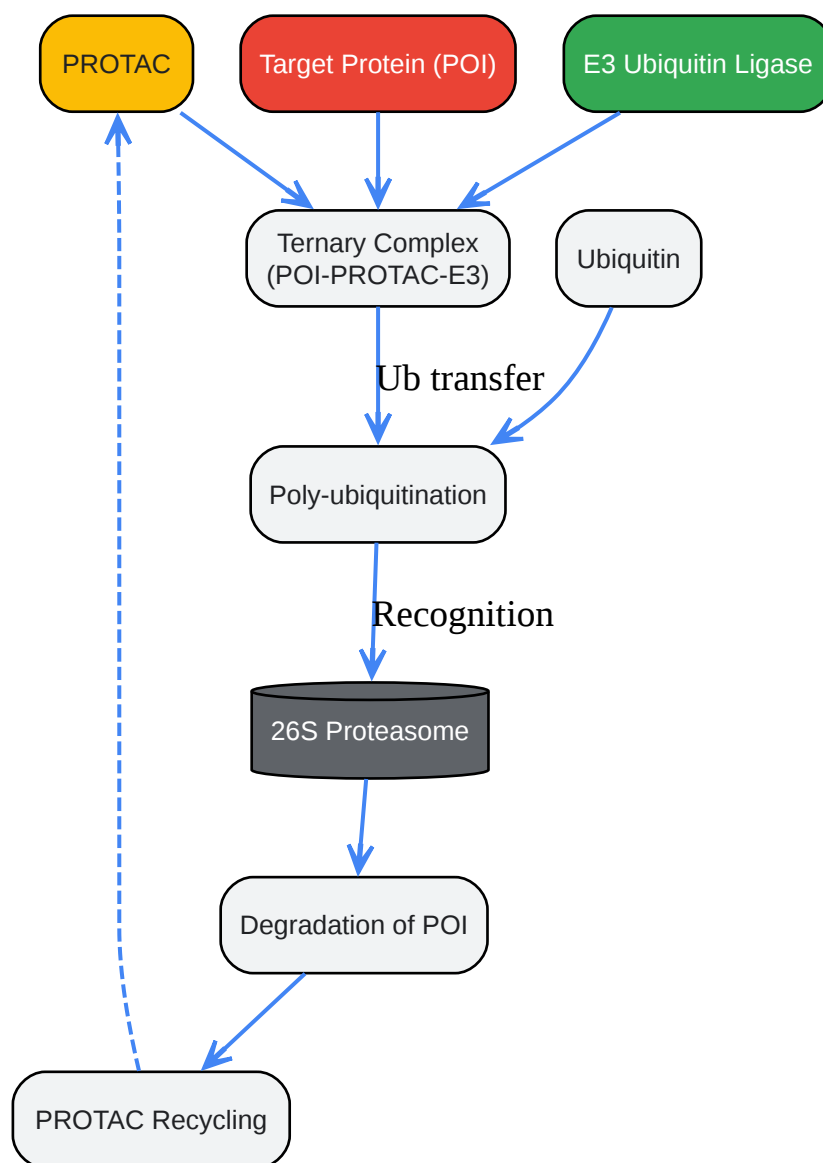 PROTAC
Target Protein (POI)
E3 Ubiquitin Ligase
Ternary Complex
(POI-PROTAC-E3)
Ubiquitin
Ub transfer
Poly-ubiquitination
Recognition
26S Proteasome
Degradation of POI
PROTAC Recycling